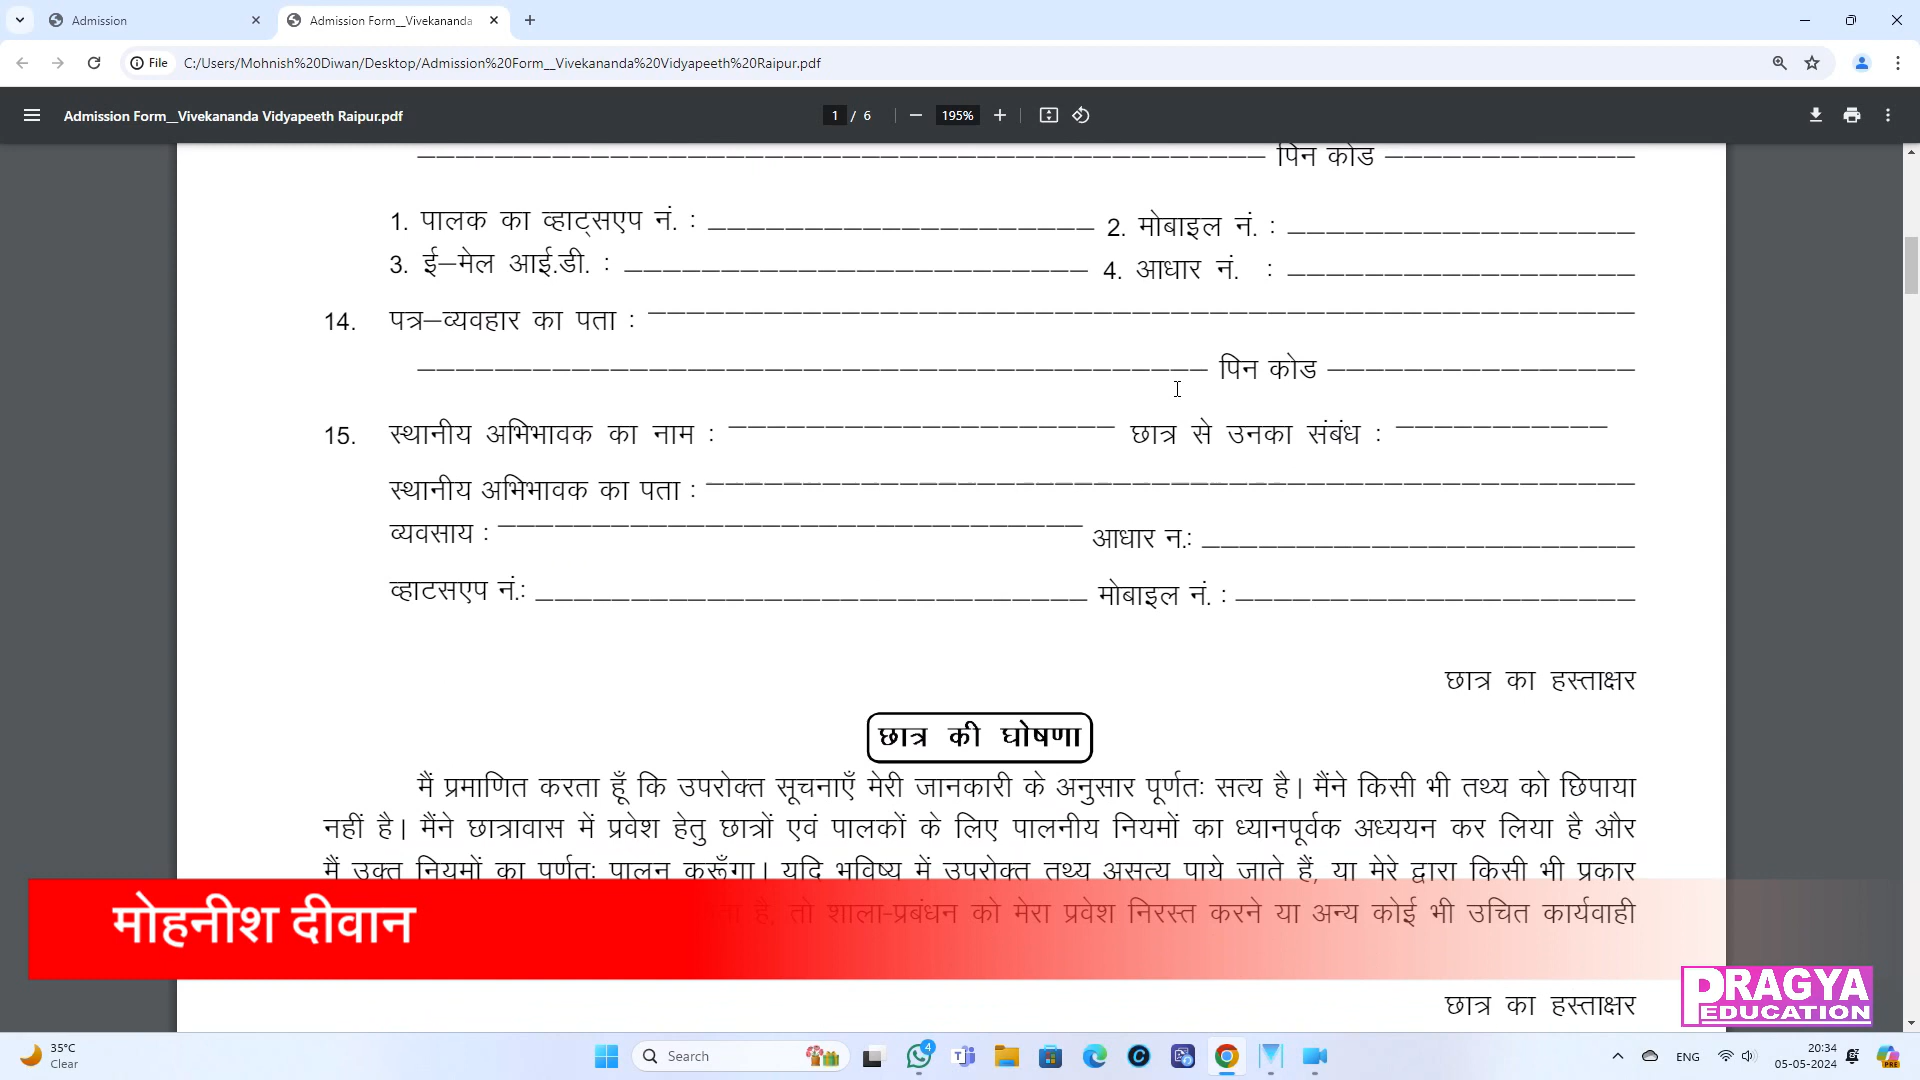 Admission
Admission Form__Vivekananda
File
C:/Users/Mohnish%20Diwan/Desktop/Admission%20Form__Vivekananda%20Vidyapeeth%20Raipur.pdf
Admission Form__Vivekananda Vidyapeeth Raipur.pdf
1 / 6
195%
पिन कोड
1. पालक का व्हाट्सएप नं. : 2. मोबाइल नं. :
3. ई–मेल आई.डी. : 4. आधार नं. :
14. पत्र–व्यवहार का पता :
पिन कोड
15. स्थानीय अभिभावक का नाम : छात्र से उनका संबंध :
स्थानीय अभिभावक का पता :
व्यवसाय : आधार न.:
व्हाटसएप नं.: मोबाइल नं. :
छात्र का हस्ताक्षर
छात्र की घोषणा
मैं प्रमाणित करता हूँ कि उपरोक्त सूचनाएँ मेरी जानकारी के अनुसार पूर्णतः सत्य है। मैंने किसी भी तथ्य को छिपाया
नहीं है। मैंने छात्रावास में प्रवेश हेतु छात्रों एवं पालकों के लिए पालनीय नियमों का ध्यानपूर्वक अध्ययन कर लिया है और
मैं उक्त नियमों का पूर्णतः पालन करूँगा। यदि भविष्य में उपरोक्त तथ्य असत्य पाये जाते हैं, या मेरे द्वारा किसी भी प्रकार
है, तो शाला-प्रबंधन को मेरा प्रवेश निरस्त करने या अन्य कोई भी उचित कार्यवाही
मोहनीश दीवान
छात्र का हस्ताक्षर
PRAGYA
EDUCATION
35°C
Clear
Search
4
ENG
20:34
05-05-2024